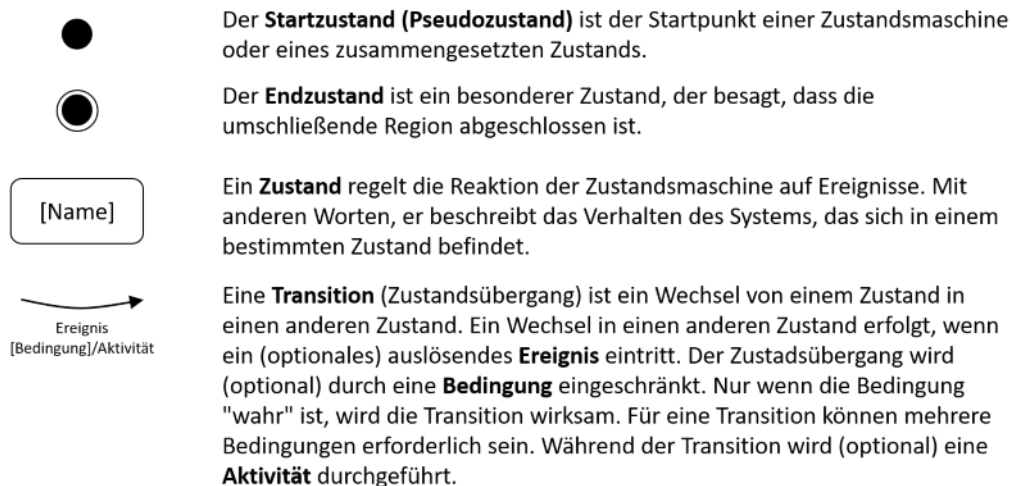 Der Startzustand (Pseudozustand) ist der Startpunkt einer Zustandsmaschine
oder eines zusammengesetzten Zustands.
Der Endzustand ist ein besonderer Zustand, der besagt, dass die
umschließende Region abgeschlossen ist.
[Name]
Ein Zustand regelt die Reaktion der Zustandsmaschine auf Ereignisse. Mit
anderen Worten, er beschreibt das Verhalten des Systems, das sich in einem
bestimmten Zustand befindet.
Ereignis
[Bedingung]/Aktivität
Eine Transition (Zustandsübergang) ist ein Wechsel von einem Zustand in
einen anderen Zustand. Ein Wechsel in einen anderen Zustand erfolgt, wenn
ein (optionales) auslösendes Ereignis eintritt. Der Zustadsübergang wird
(optional) durch eine Bedingung eingeschränkt. Nur wenn die Bedingung
"wahr" ist, wird die Transition wirksam. Für eine Transition können mehrere
Bedingungen erforderlich sein. Während der Transition wird (optional) eine
Aktivität durchgeführt.